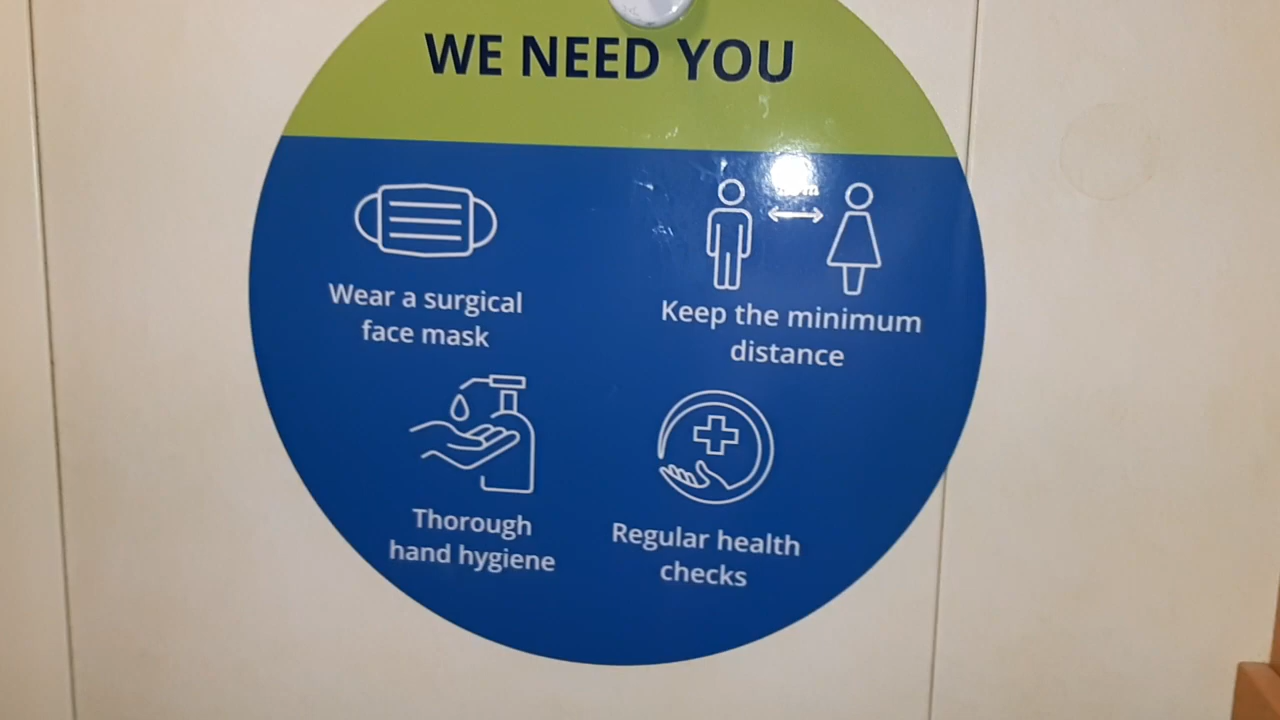 WE NEED YOU
Wear a surgical
face mask
Keep the minimum
distance
Thorough
hand hygiene
Regular health
checks